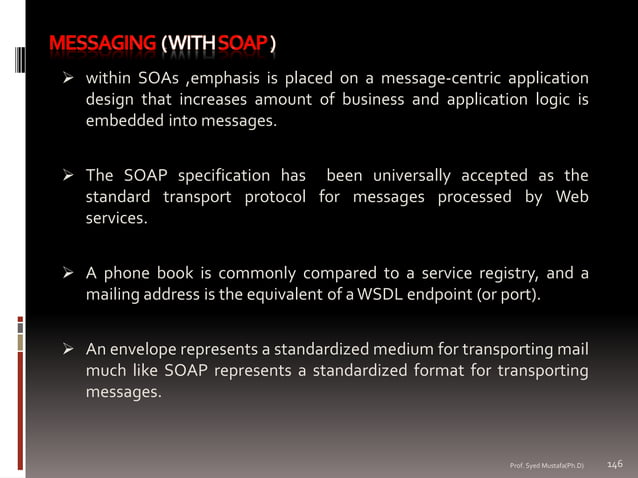 MESSAGING (WITH SOAP)
➢ within SOAs ,emphasis is placed on a message-centric application
design that increases amount of business and application logic is
embedded into messages.
➢ The SOAP specification has been universally accepted as the
standard transport protocol for messages processed by Web
services.
➢ A phone book is commonly compared to a service registry, and a
mailing address is the equivalent of a WSDL endpoint (or port).
➢ An envelope represents a standardized medium for transporting mail
much like SOAP represents a standardized format for transporting
messages.
Prof. Syed Mustafa(Ph.D) 146